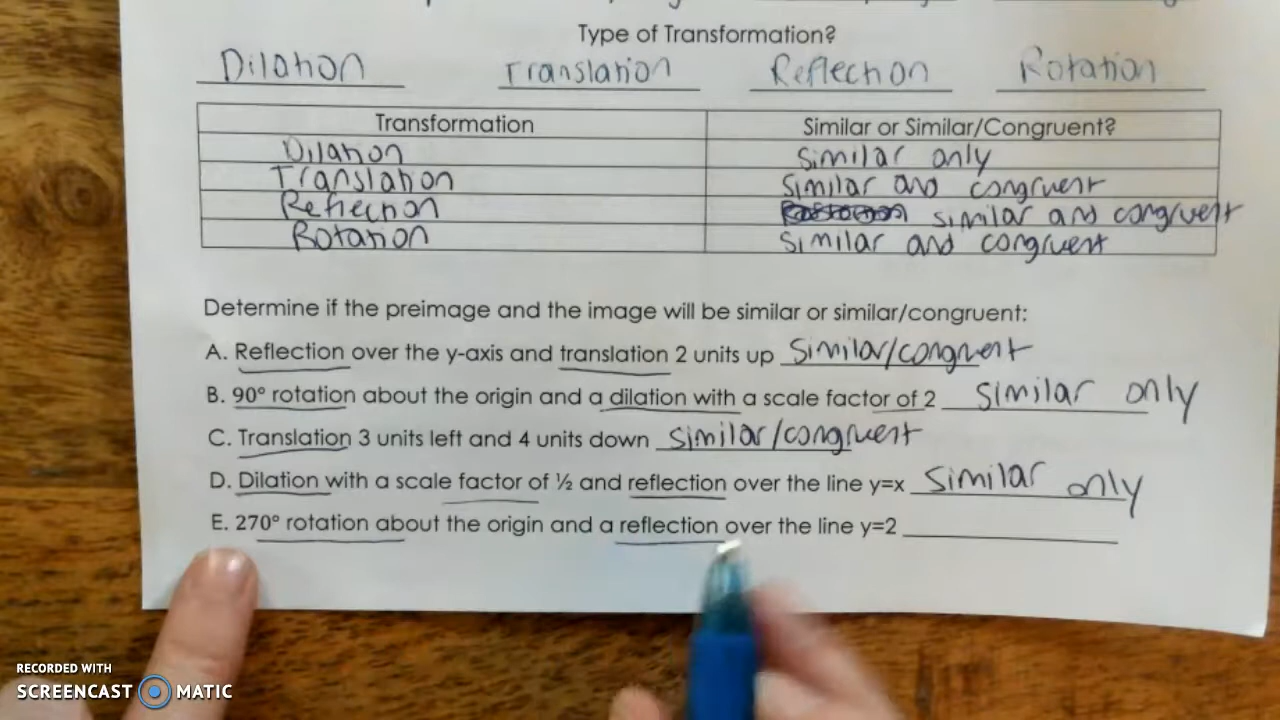 Type of Transformation?
Dilation Translation Reflection Rotation
Transformation Similar or Similar/Congruent?
Dilation Similar only
Translation Similar and congruent
Reflection similar and congruent
Rotation similar and congruent
Determine if the preimage and the image will be similar or similar/congruent:
A. Reflection over the y-axis and translation 2 units up Similar/congruent
B. 90° rotation about the origin and a dilation with a scale factor of 2 similar only
C. Translation 3 units left and 4 units down similar/congruent
D. Dilation with a scale factor of ½ and reflection over the line y=x similar only
E. 270° rotation about the origin and a reflection over the line y=2
RECORDED WITH
SCREENCAST MATIC